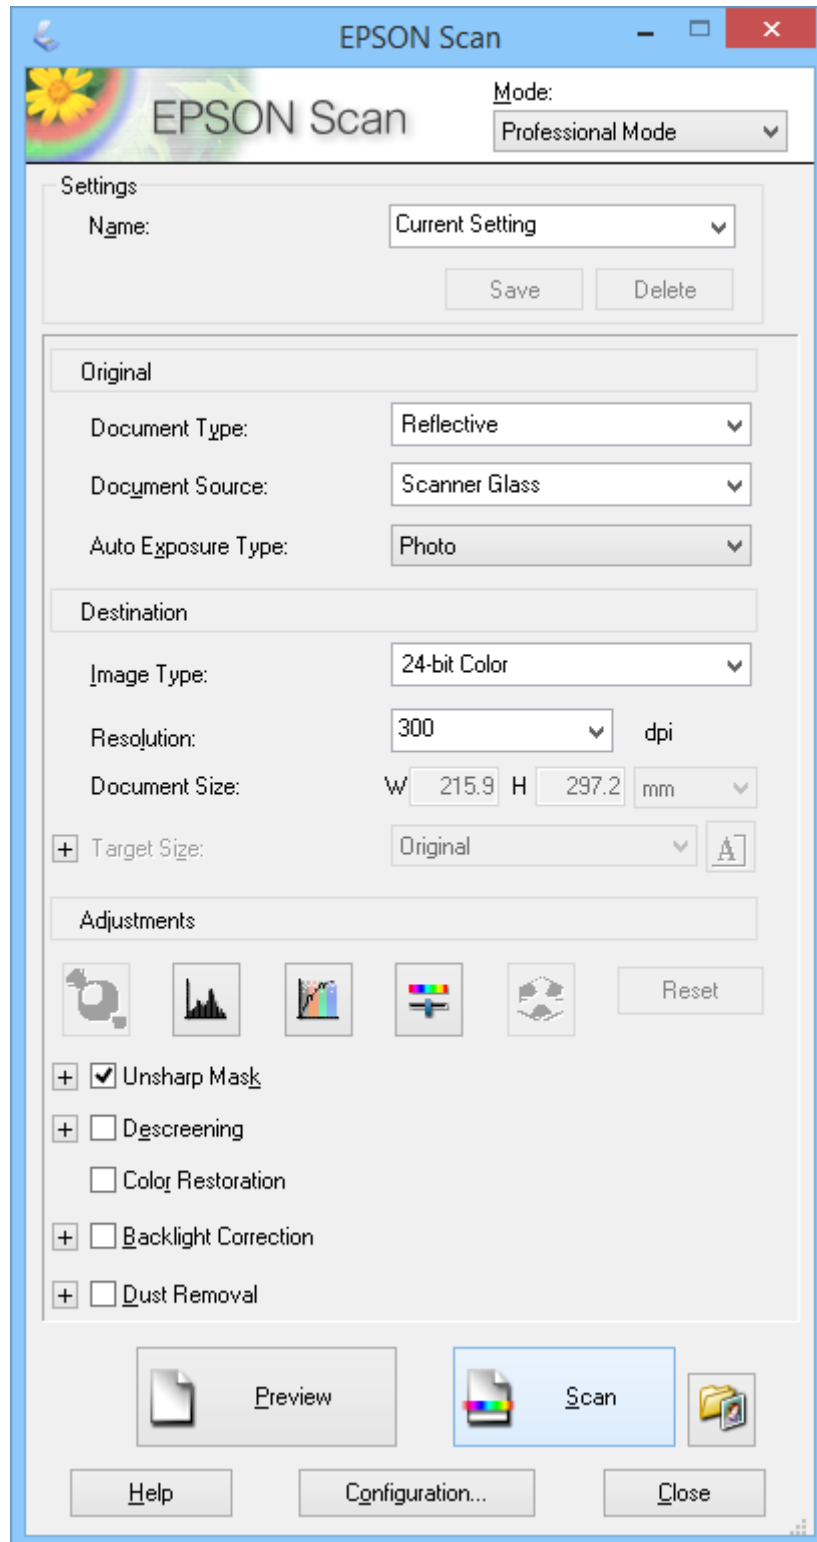 EPSON Scan
EPSON Scan
Mode:
Professional Mode
Settings
Name: Current Setting
Save Delete
Original
Document Type: Reflective
Document Source: Scanner Glass
Auto Exposure Type: Photo
Destination
Image Type: 24-bit Color
Resolution: 300 dpi
Document Size: W 215.9 H 297.2 mm
+ Target Size: Original A
Adjustments
Reset
+ Unsharp Mask
+ Descreening
Color Restoration
+ Backlight Correction
+ Dust Removal
Preview Scan
Help Configuration... Close